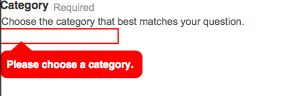 Category Required
Choose the category that best matches your question.
Please choose a category.